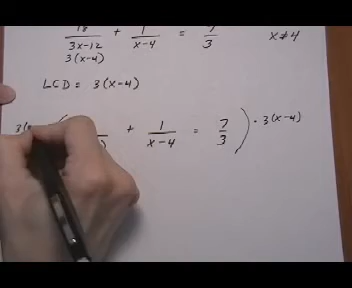 18/(3x-12) + 1/(x-4) = 7/3   x≠4
3(x-4)
LCD = 3(x-4)
3( + 1/(x-4) = 7/3 ) · 3(x-4)